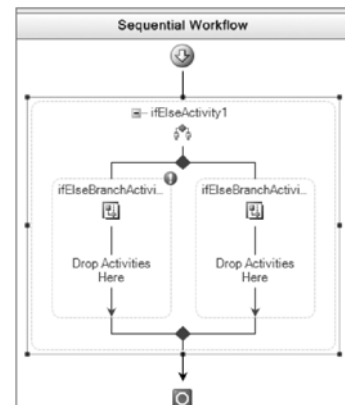 Sequential Workflow
ifElseActivity1
ifElseBranchActivi...
ifElseBranchActivi...
Drop Activities
Here
Drop Activities
Here